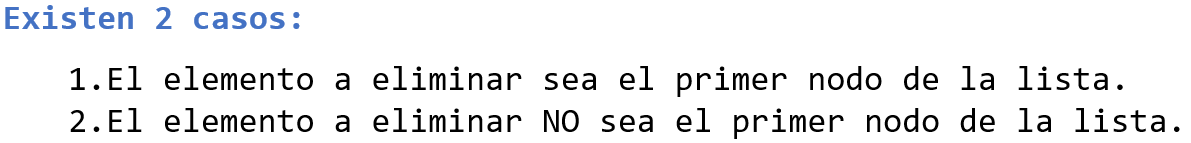 Existen 2 casos:
1.El elemento a eliminar sea el primer nodo de la lista.
2.El elemento a eliminar NO sea el primer nodo de la lista.